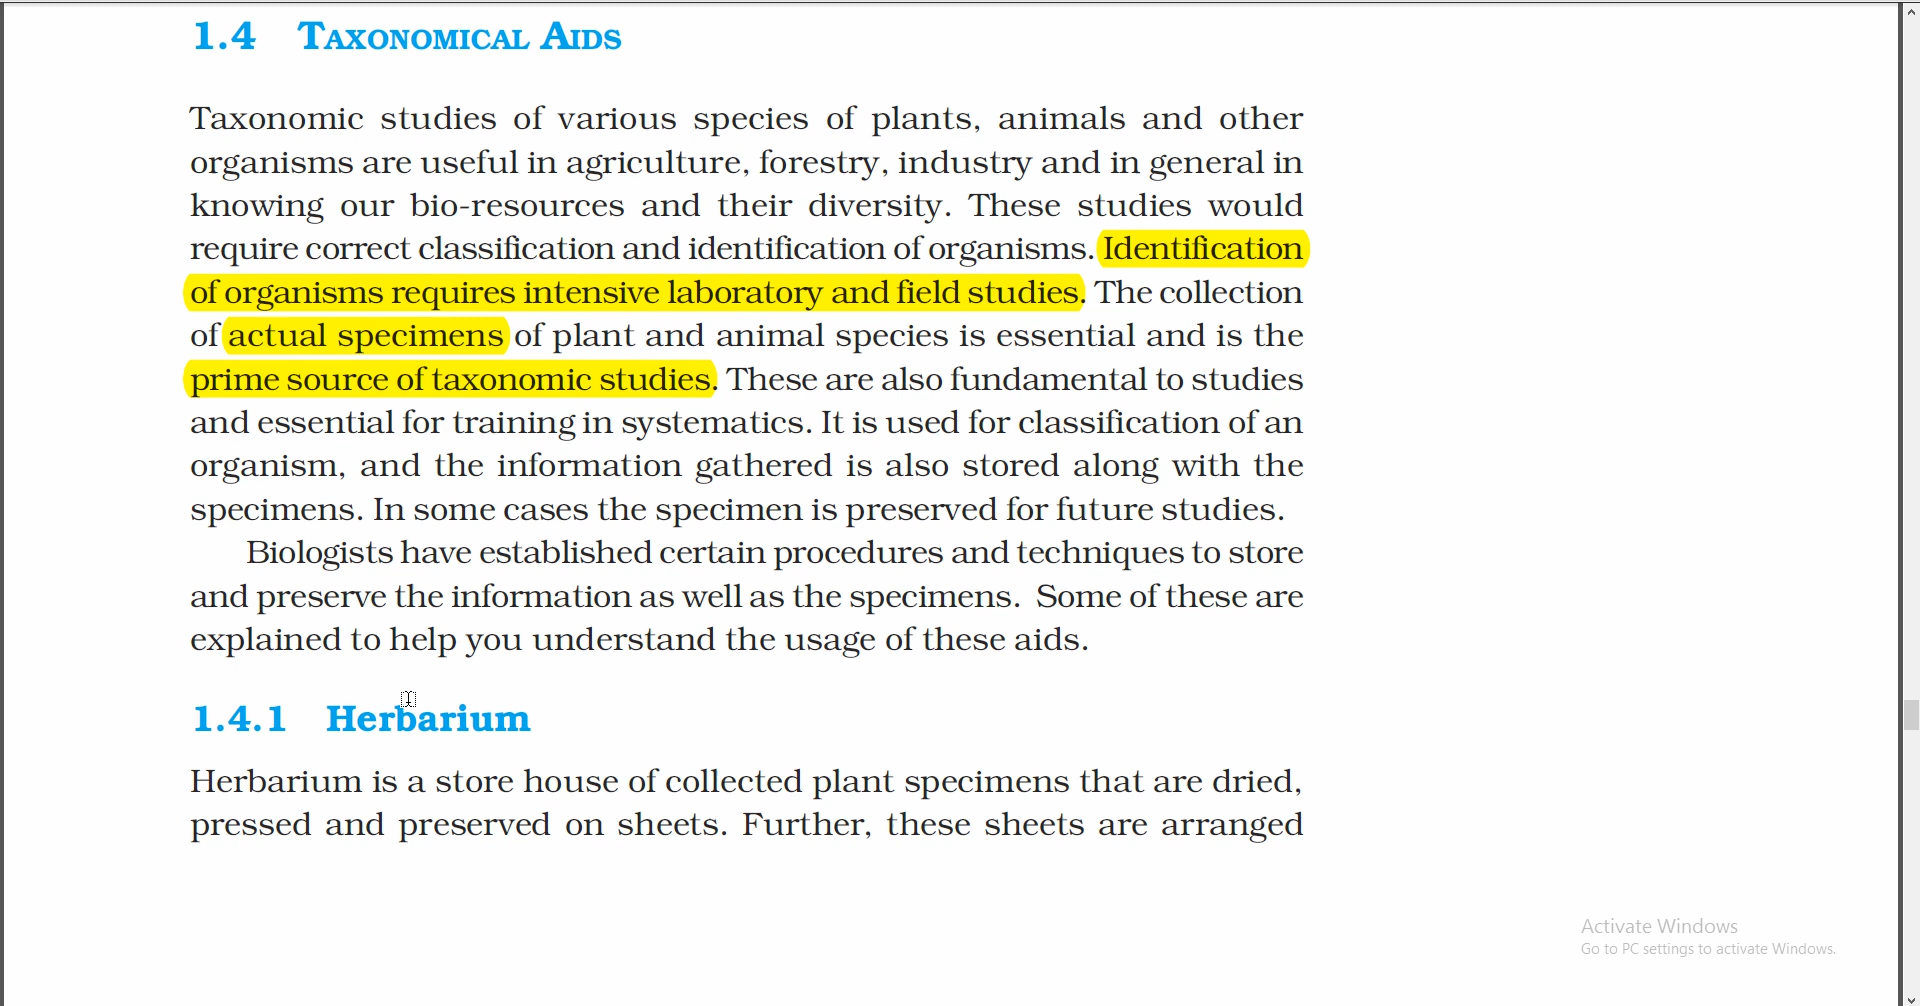 1.4 TAXONOMICAL AIDS
Taxonomic studies of various species of plants, animals and other
organisms are useful in agriculture, forestry, industry and in general in
knowing our bio-resources and their diversity. These studies would
require correct classification and identification of organisms. Identification
of organisms requires intensive laboratory and field studies. The collection
of actual specimens of plant and animal species is essential and is the
prime source of taxonomic studies. These are also fundamental to studies
and essential for training in systematics. It is used for classification of an
organism, and the information gathered is also stored along with the
specimens. In some cases the specimen is preserved for future studies.
Biologists have established certain procedures and techniques to store
and preserve the information as well as the specimens. Some of these are
explained to help you understand the usage of these aids.
1.4.1 Herbarium
Herbarium is a store house of collected plant specimens that are dried,
pressed and preserved on sheets. Further, these sheets are arranged
Activate Windows
Go to PC settings to activate Windows.